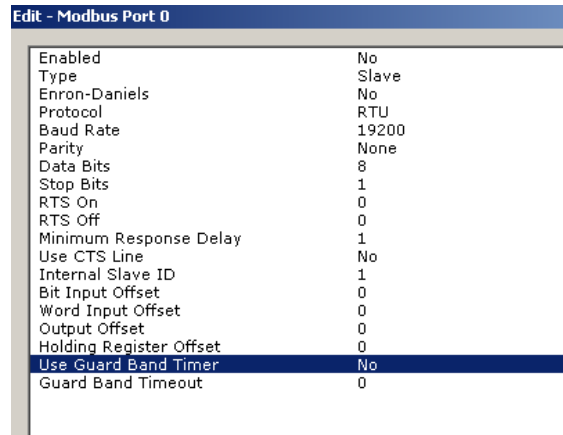 Edit - Modbus Port 0
Enabled No
Type Slave
Enron-Daniels No
Protocol RTU
Baud Rate 19200
Parity None
Data Bits 8
Stop Bits 1
RTS On 0
RTS Off 0
Minimum Response Delay 1
Use CTS Line No
Internal Slave ID 1
Bit Input Offset 0
Word Input Offset 0
Output Offset 0
Holding Register Offset 0
Use Guard Band Timer No
Guard Band Timeout 0